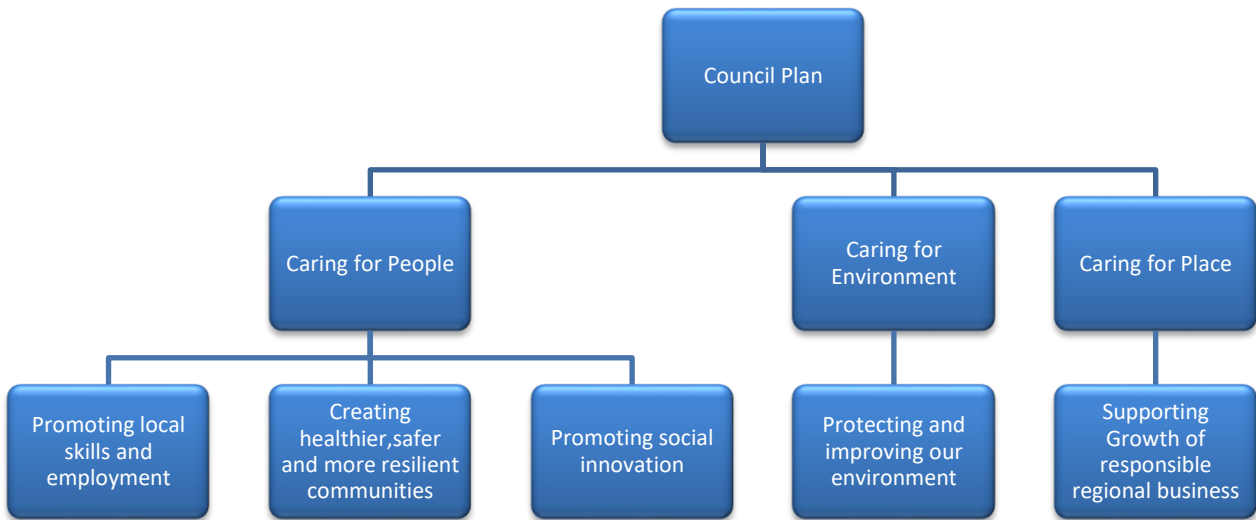 Council Plan
Caring for People
Caring for
Environment
Caring for Place
Promoting local
skills and
employment
Creating
healthier,safer
and more resilient
communities
Promoting social
innovation
Protecting and
improving our
environment
Supporting
Growth of
responsible
regional business